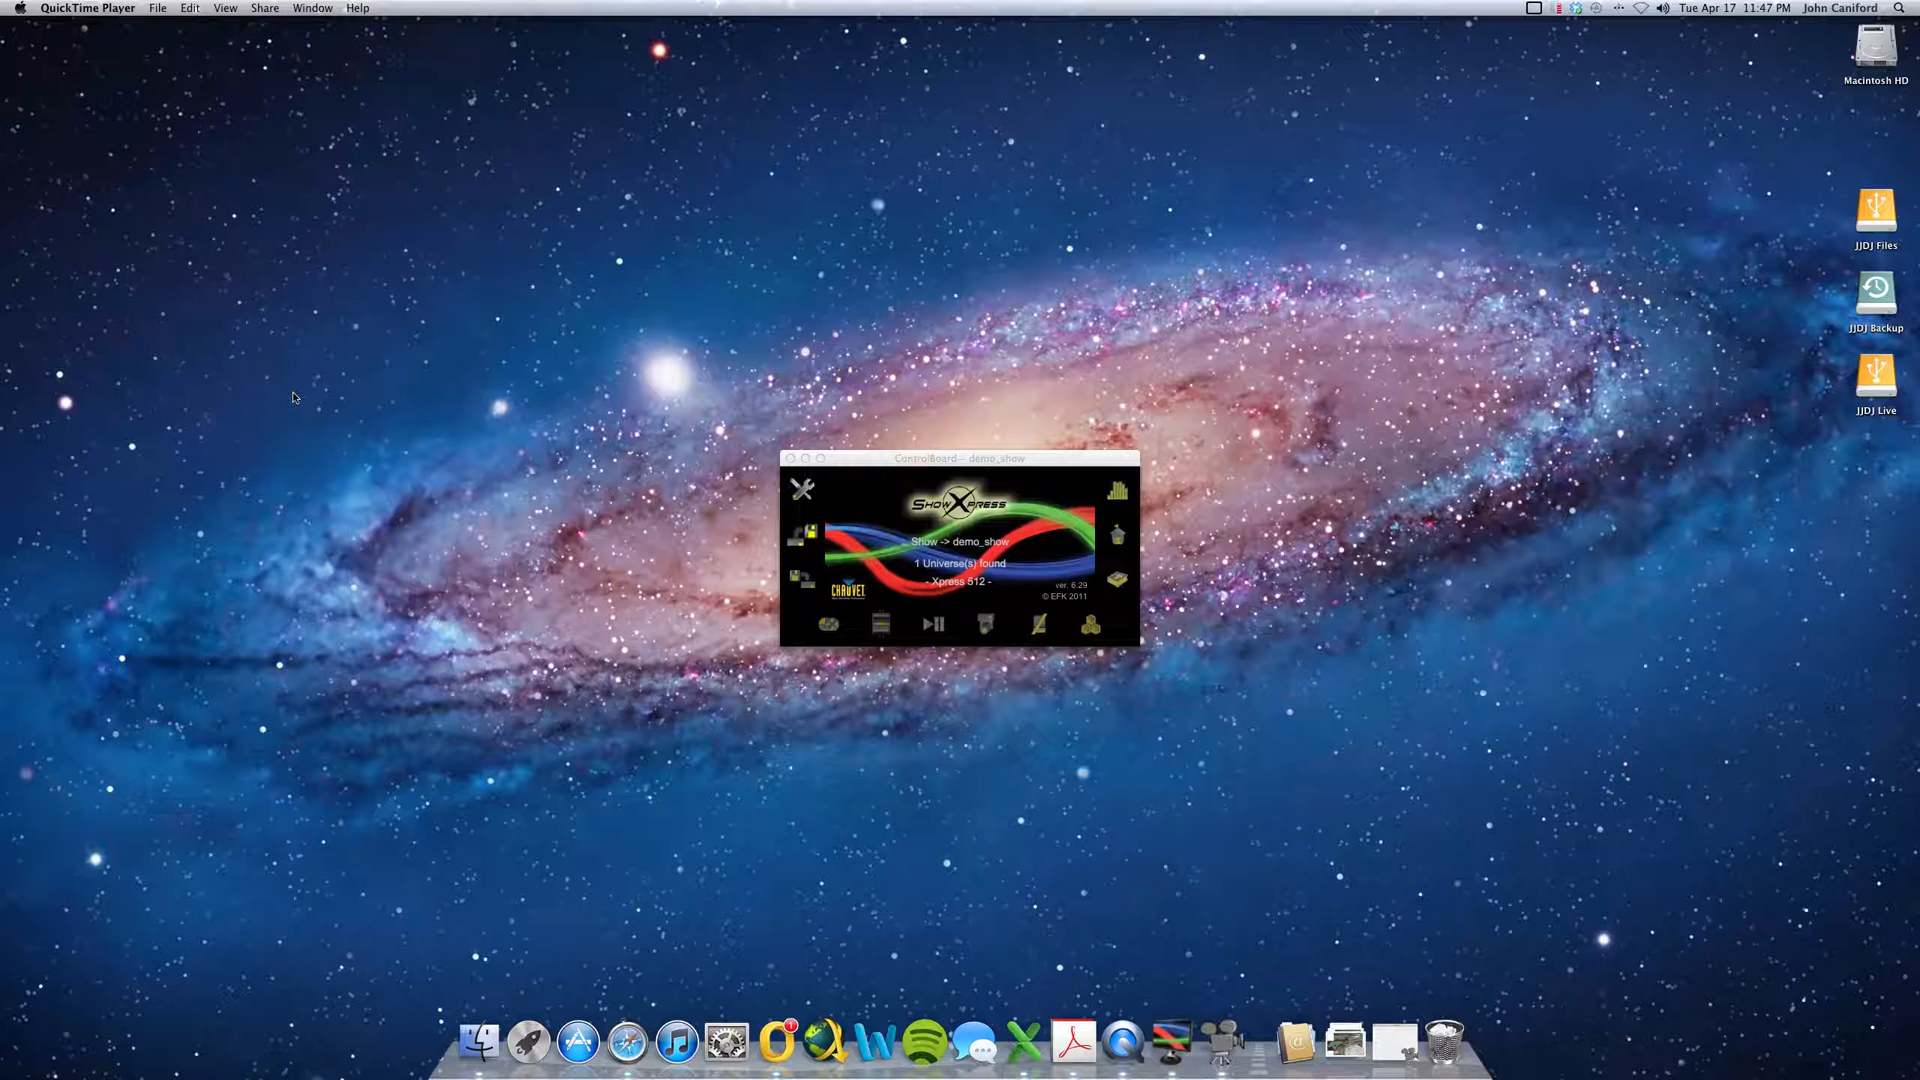 QuickTime Player File Edit View Share Window Help
Tue Apr 17 11:47 PM John Caniford
Macintosh HD
JJDJ Files
JJDJ Backup
JJDJ Live
ControlBoard – demo_show
SHOWXPRESS
Show -> demo_show
1 Universe(s) found
- Xpress 512 -
CHAUVET
ver. 6.29
© EFK 2011
1